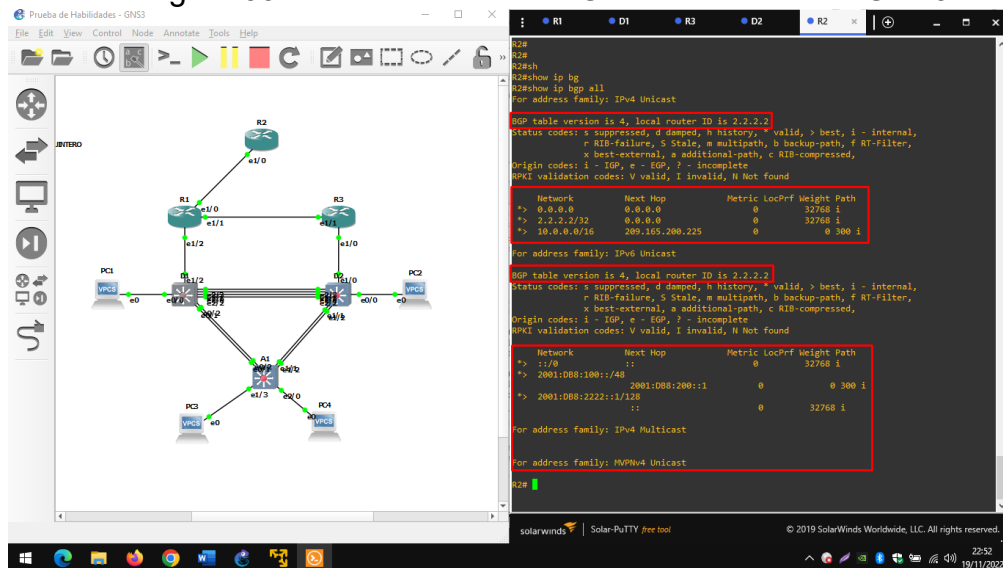 Prueba de Habilidades - GNS3
File Edit View Control Node Annotate Tools Help
JINTERO
R2
e1/0
R1
e1/0
e1/1
e1/2
R3
e1/1
e1/0
PC1
VPCS
e0
D1
e1/2
e0/0
D2
e1/0
e0/0
PC2
VPCS
e0
A1
e1/3
e2/0
PC3
VPCS
e0
PC4
VPCS
e0
R1 D1 R3 D2 R2 ×
R2#
R2#
R2#sh
R2#show ip bg
R2#show ip bgp all
For address family: IPv4 Unicast
BGP table version is 4, local router ID is 2.2.2.2
Status codes: s suppressed, d damped, h history, * valid, > best, i - internal,
r RIB-failure, S Stale, m multipath, b backup-path, f RT-Filter,
x best-external, a additional-path, c RIB-compressed,
Origin codes: i - IGP, e - EGP, ? - incomplete
RPKI validation codes: V valid, I invalid, N Not found
Network Next Hop Metric LocPrf Weight Path
*> 0.0.0.0 0.0.0.0 0 32768 i
*> 2.2.2.2/32 0.0.0.0 0 32768 i
*> 10.0.0.0/16 209.165.200.225 0 0 300 i
For address family: IPv6 Unicast
BGP table version is 4, local router ID is 2.2.2.2
Status codes: s suppressed, d damped, h history, * valid, > best, i - internal,
r RIB-failure, S Stale, m multipath, b backup-path, f RT-Filter,
x best-external, a additional-path, c RIB-compressed,
Origin codes: i - IGP, e - EGP, ? - incomplete
RPKI validation codes: V valid, I invalid, N Not found
Network Next Hop Metric LocPrf Weight Path
*> ::/0 :: 0 32768 i
*> 2001:DB8:100::/48
2001:DB8:200::1 0 0 300 i
*> 2001:DB8:2222::1/128
:: 0 32768 i
For address family: IPv4 Multicast
For address family: MVPNv4 Unicast
R2#
solarwinds Solar-PuTTY free tool © 2019 SolarWinds Worldwide, LLC. All rights reserved.
22:52
19/11/2022